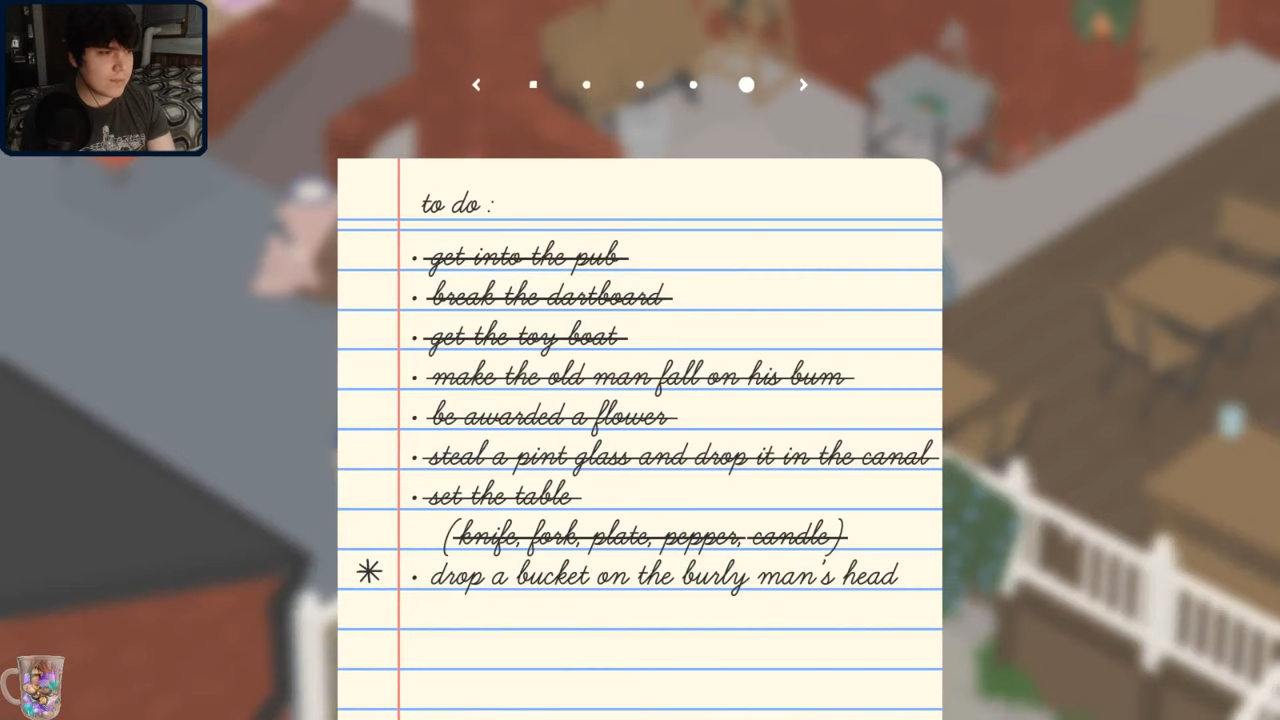 to do :
• get into the pub
• break the dartboard
• get the toy boat
• make the old man fall on his bum
• be awarded a flower
• steal a pint glass and drop it in the canal
• set the table
(knife, fork, plate, pepper, candle)
• drop a bucket on the burly man's head